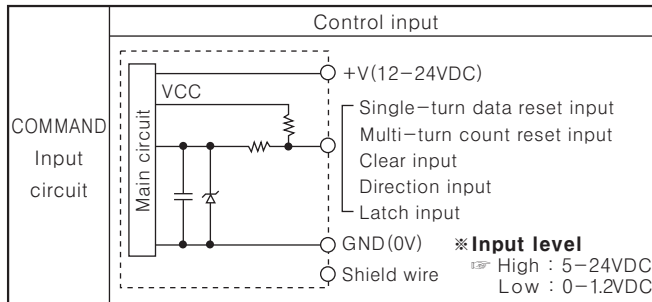 Control input
COMMAND
Input
circuit
Main circuit
VCC
+V(12-24VDC)
Single-turn data reset input
Multi-turn count reset input
Clear input
Direction input
Latch input
GND(0V)
Shield wire
※Input level
☞ High : 5-24VDC
Low : 0-1.2VDC